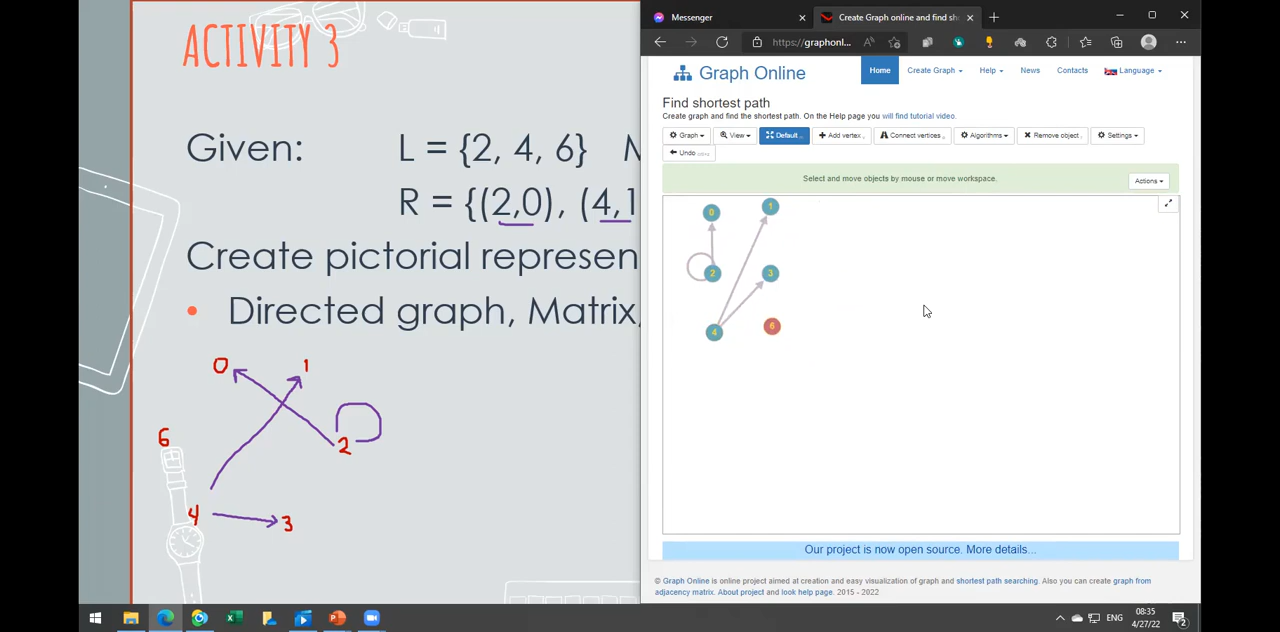 ACTIVITY 3
Given: L = {2, 4, 6} M
R = {(2,0), (4,1
Create pictorial represen
Directed graph, Matrix,
0 1
2
6
4 3
Messenger
Create Graph online and find sh
https://graphonl...
Graph Online
Home
Create Graph
Help
News
Contacts
Language
Find shortest path
Create graph and find the shortest path. On the Help page you will find tutorial video.
Graph View Default Add vertex Connect vertices Algorithms Remove object Settings
Undo
Select and move objects by mouse or move workspace.
Actions
0 1
2 3
4 6
Our project is now open source. More details...
© Graph Online is online project aimed at creation and easy visualization of graph and shortest path searching. Also you can create graph from
adjacency matrix. About project and look help page. 2015 - 2022
ENG
08:35
4/27/22
2